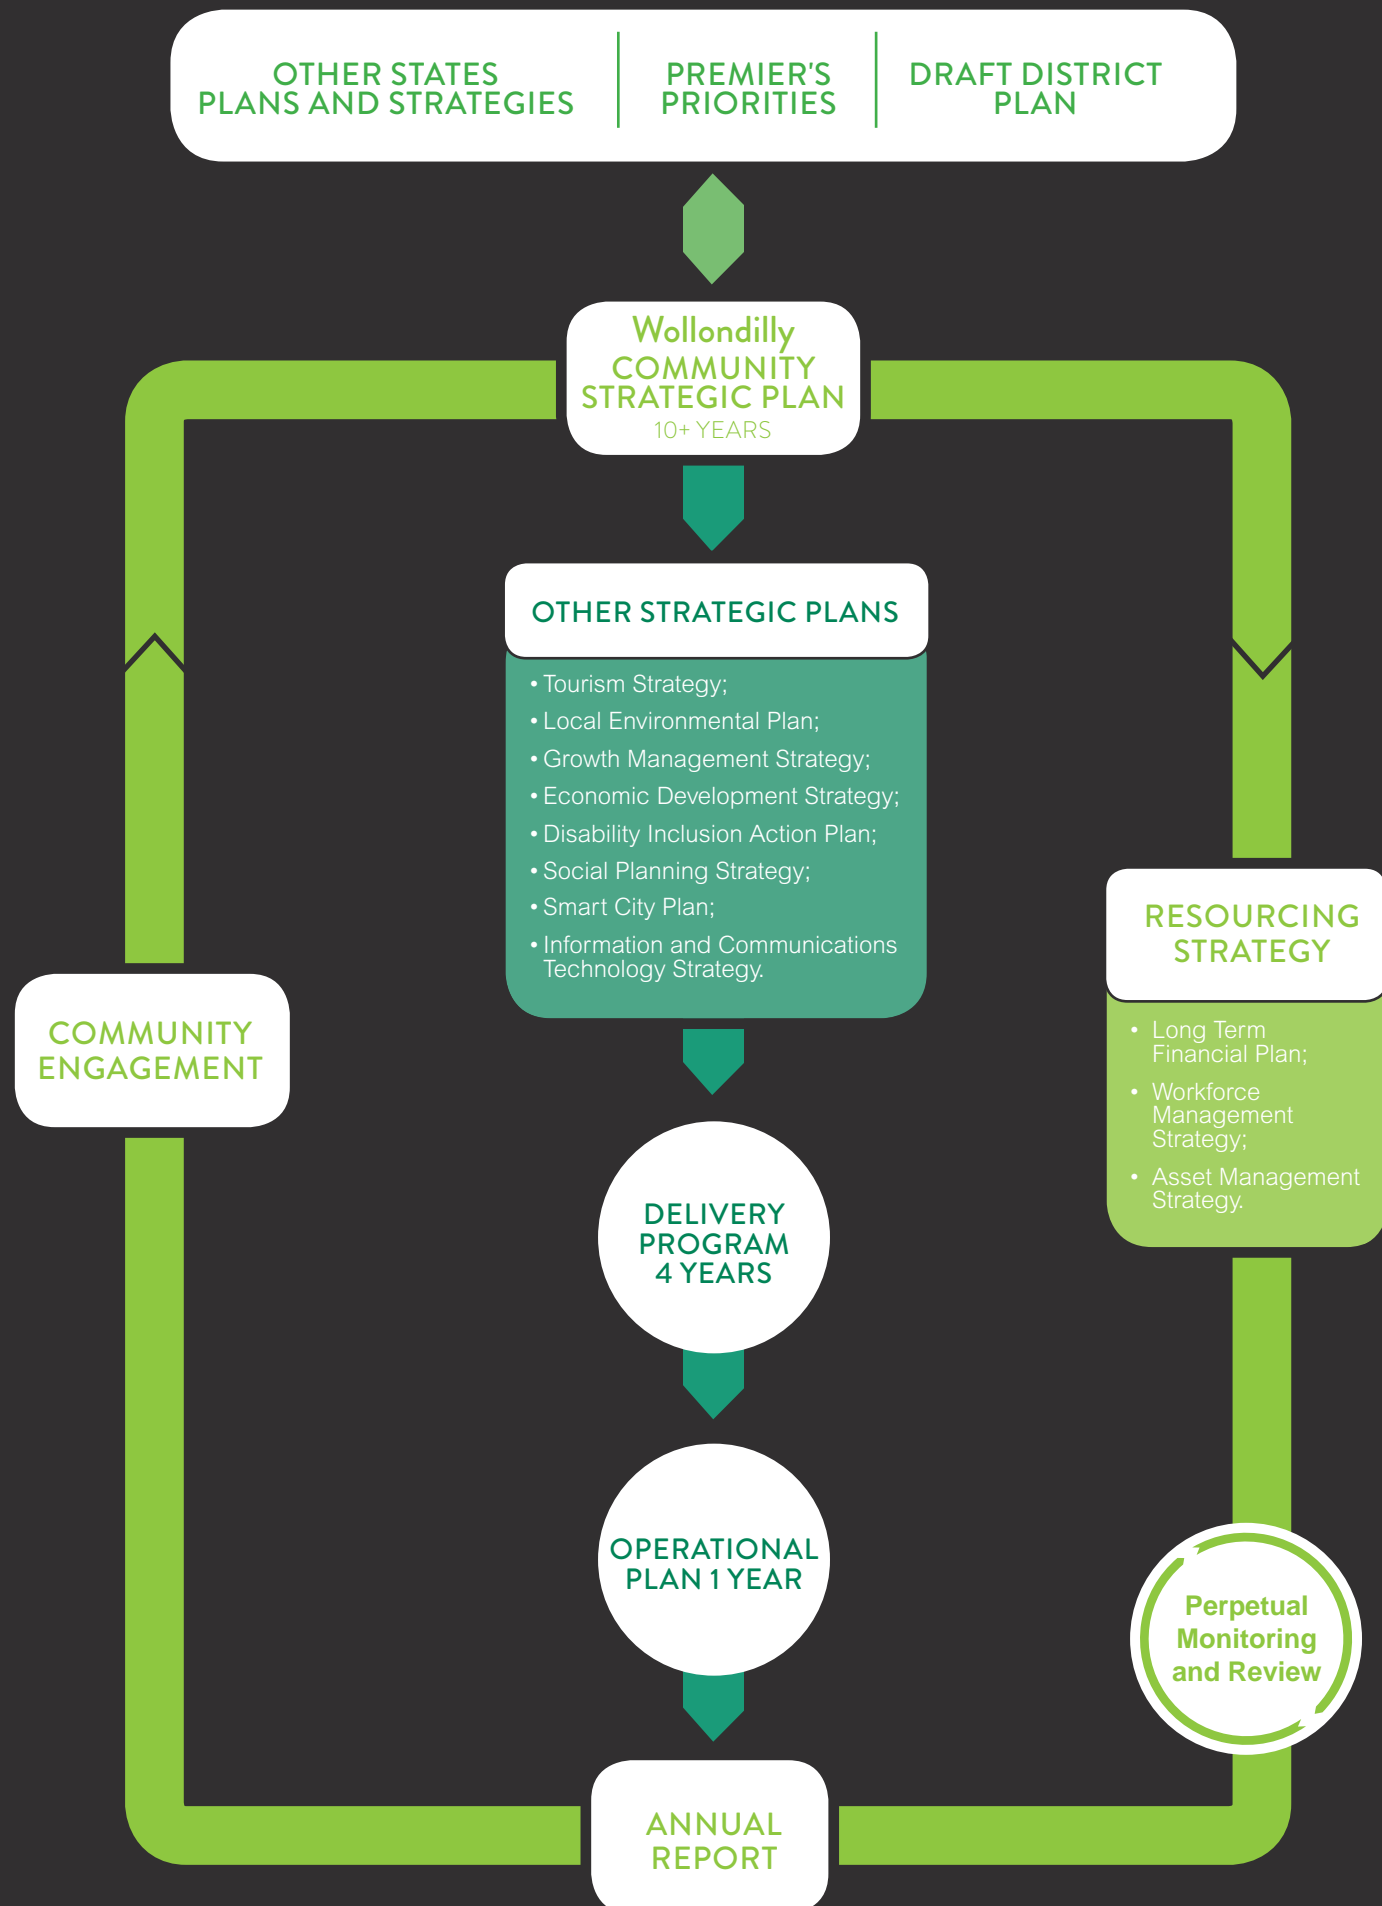 OTHER STATES
PLANS AND STRATEGIES
PREMIER'S
PRIORITIES
DRAFT DISTRICT
PLAN
Wollondilly
COMMUNITY
STRATEGIC PLAN
10+ YEARS
OTHER STRATEGIC PLANS
• Tourism Strategy;
• Local Environmental Plan;
• Growth Management Strategy;
• Economic Development Strategy;
• Disability Inclusion Action Plan;
• Social Planning Strategy;
• Smart City Plan;
• Information and Communications
Technology Strategy.
RESOURCING
STRATEGY
• Long Term
Financial Plan;
• Workforce
Management
Strategy;
• Asset Management
Strategy.
COMMUNITY
ENGAGEMENT
DELIVERY
PROGRAM
4 YEARS
OPERATIONAL
PLAN 1 YEAR
Perpetual
Monitoring
and Review
ANNUAL
REPORT